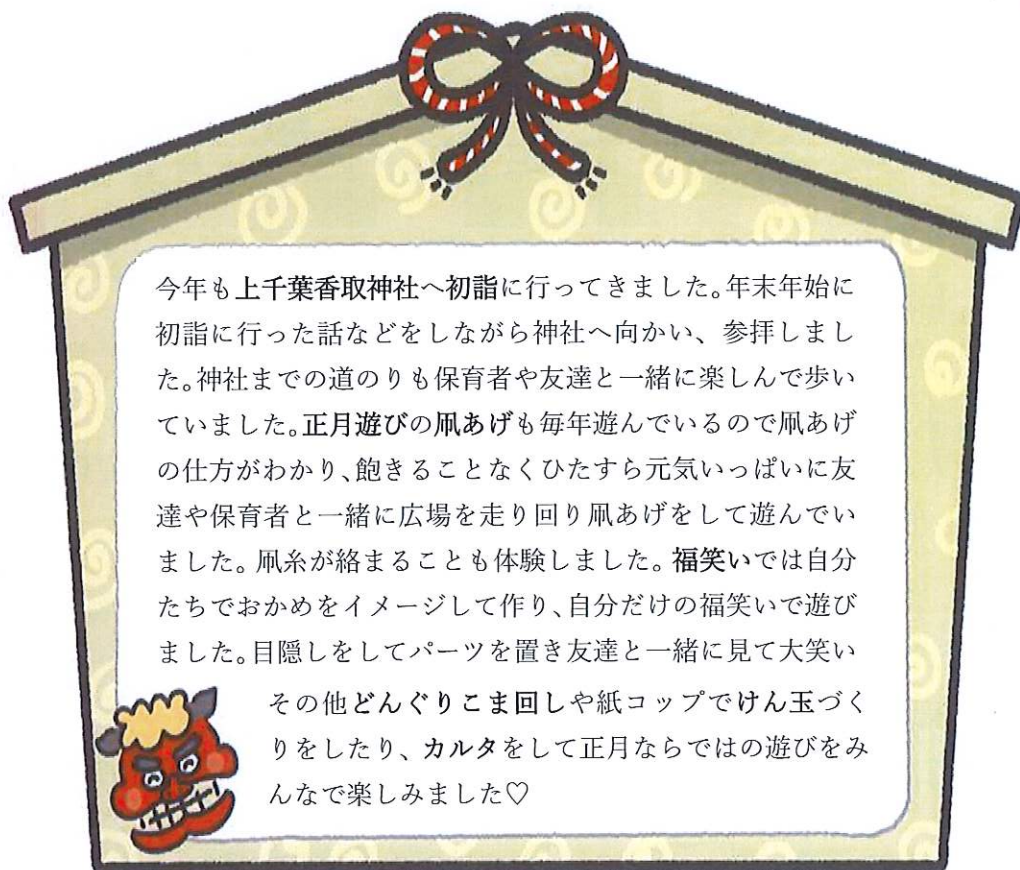 今年も上千葉香取神社へ初詣に行ってきました。年末年始に
初詣に行った話などをしながら神社へ向かい、参拝しまし
た。神社までの道のりも保育者や友達と一緒に楽しんで歩い
ていました。正月遊びの凧あげも毎年遊んでいるので凧あげ
の仕方がわかり、飽きることなくひたすら元気いっぱいに友
達や保育者と一緒に広場を走り回り凧あげをして遊んでい
ました。凧糸が絡まることも体験しました。福笑いでは自分
たちでおかめをイメージして作り、自分だけの福笑いで遊び
ました。目隠しをしてパーツを置き友達と一緒に見て大笑い
その他どんぐりこま回しや紙コップでけん玉づく
りをしたり、カルタをして正月ならではの遊びをみ
んなで楽しみました♡